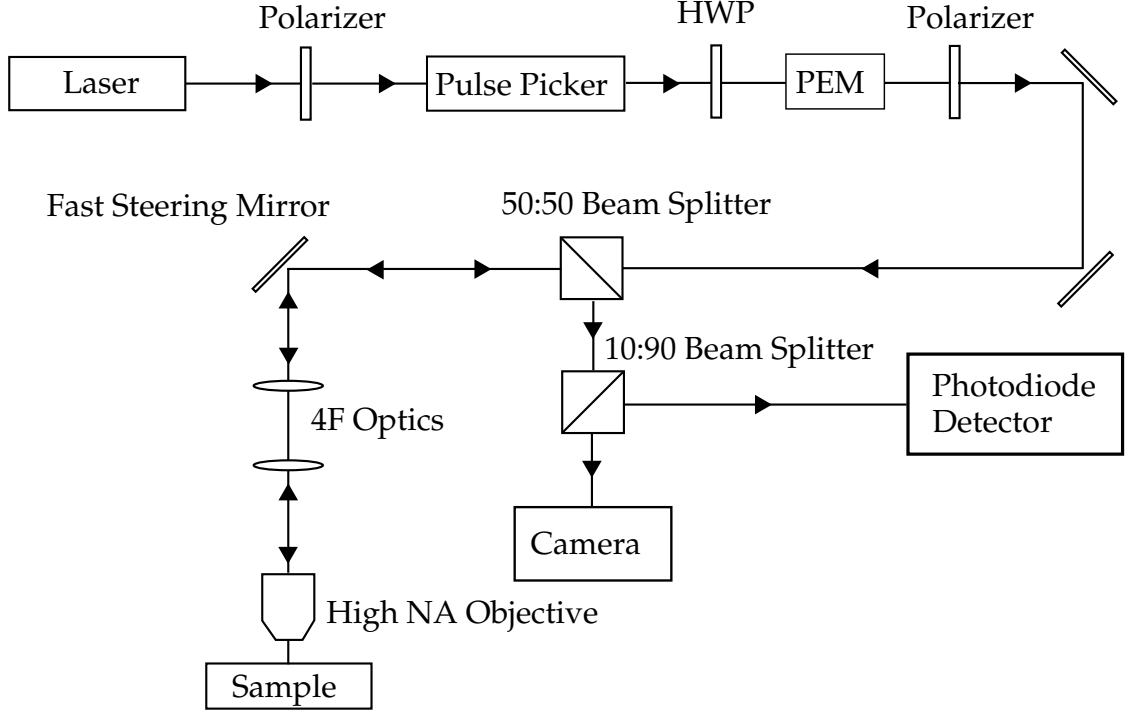 Polarizer
HWP
Polarizer
Laser
Pulse Picker
PEM
Fast Steering Mirror
50:50 Beam Splitter
10:90 Beam Splitter
Photodiode
Detector
4F Optics
Camera
High NA Objective
Sample